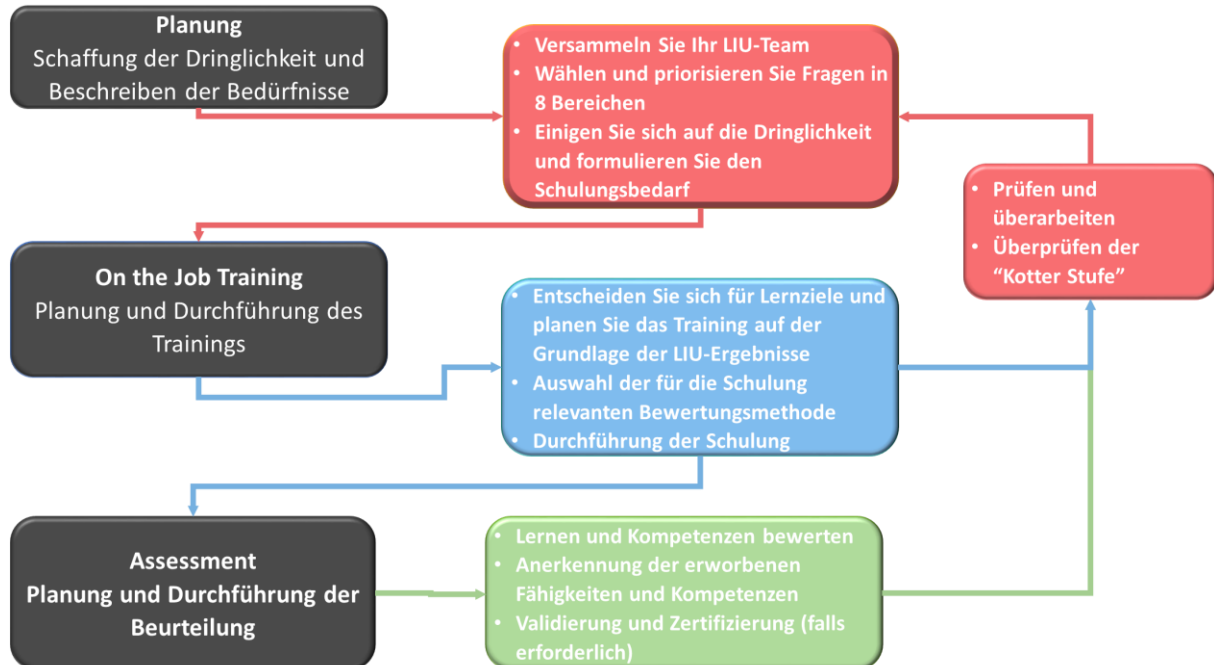 Planung
Schaffung der Dringlichkeit und
Beschreiben der Bedürfnisse
• Versammeln Sie Ihr LIU-Team
• Wählen und priorisieren Sie Fragen in
8 Bereichen
• Einigen Sie sich auf die Dringlichkeit
und formulieren Sie den
Schulungsbedarf
• Prüfen und
überarbeiten
• Überprüfen der
“Kotter Stufe”
On the Job Training
Planung und Durchführung des
Trainings
• Entscheiden Sie sich für Lernziele und
planen Sie das Training auf der
Grundlage der LIU-Ergebnisse
• Auswahl der für die Schulung
relevanten Bewertungsmethode
• Durchführung der Schulung
Assessment
Planung und Durchführung der
Beurteilung
• Lernen und Kompetenzen bewerten
• Anerkennung der erworbenen
Fähigkeiten und Kompetenzen
• Validierung und Zertifizierung (falls
erforderlich)